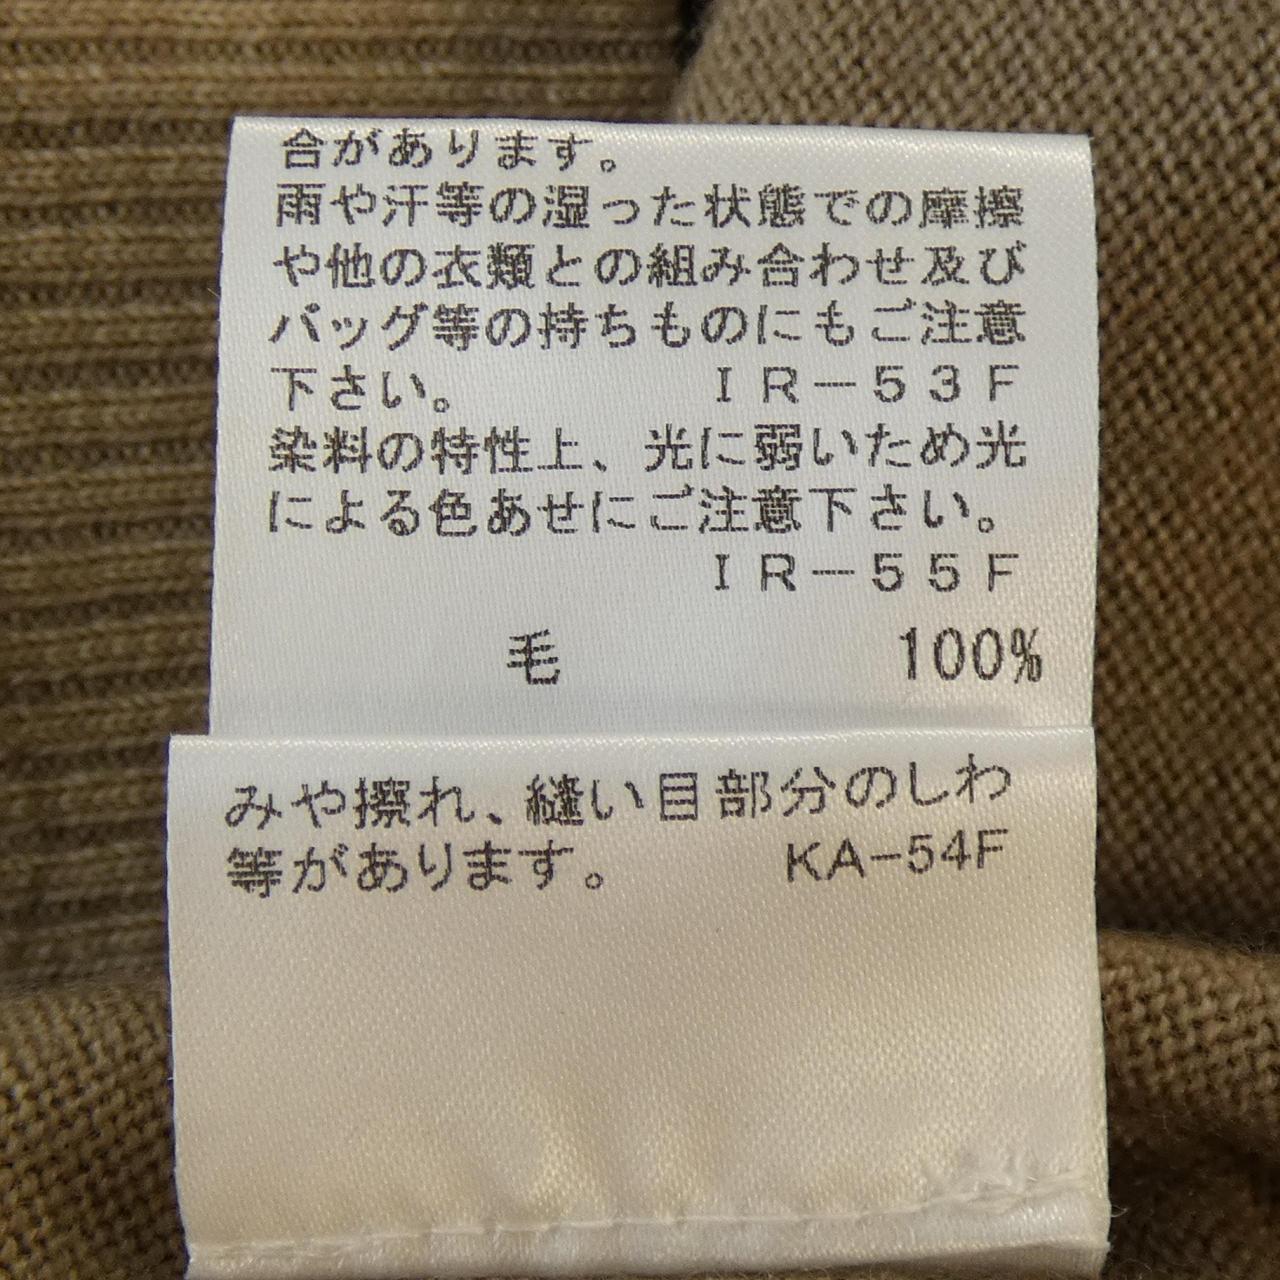 合があります。
雨や汗等の湿った状態での摩擦
や他の衣類との組み合わせ及び
バッグ等の持ちものにもご注意
下さい。 IR-53F
染料の特性上、光に弱いため光
による色あせにご注意下さい。
IR-55F
毛 100%
みや擦れ、縫い目部分のしわ
等があります。 KA-54F